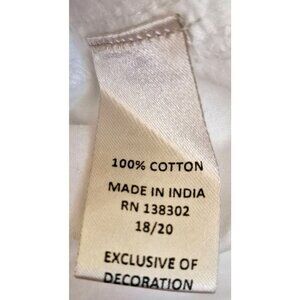 100% COTTON
MADE IN INDIA
RN 138302
18/20
EXCLUSIVE OF
DECORATION